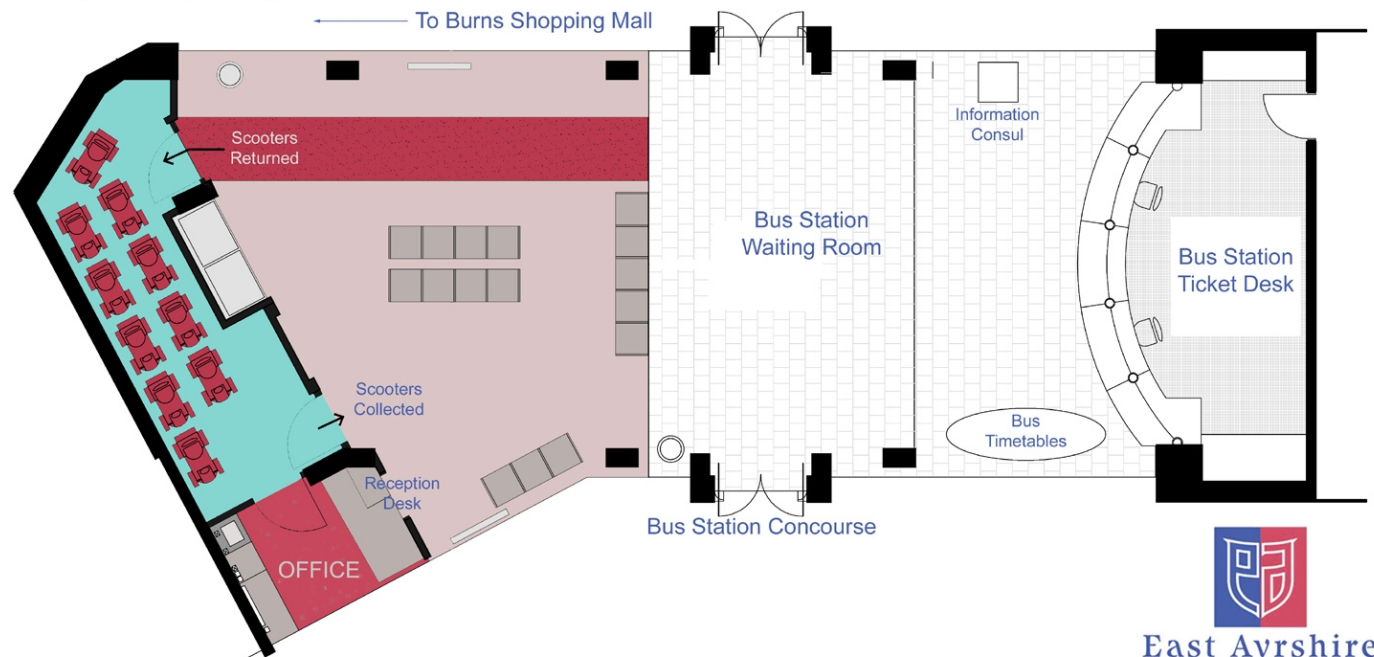 To Burns Shopping Mall
Scooters
Returned
Information
Consul
Bus Station
Waiting Room
Bus Station
Ticket Desk
Scooters
Collected
Bus
Timetables
Reception
Desk
Bus Station Concourse
OFFICE
East Ayrshire